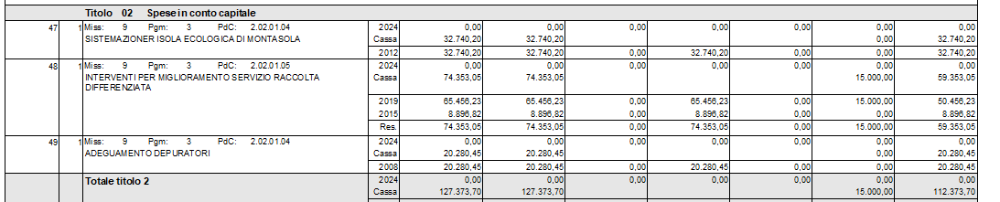 Titolo 02 Spese in conto capitale
47 1 Miss: 9 Pgm: 3 PdC: 2.02.01.04 2024 0,00 0,00 0,00 0,00 0,00 0,00 0,00
SISTEMAZIONER ISOLA ECOLOGICA DI MONTASOLA Cassa 32.740,20 32.740,20 0,00 32.740,20
2012 32.740,20 32.740,20 0,00 32.740,20 0,00 32.740,20
48 1 Miss: 9 Pgm: 3 PdC: 2.02.01.05 2024 0,00 0,00 0,00 0,00 0,00 0,00 0,00
INTERVENTI PER MIGLIORAMENTO SERVIZIO RACCOLTA Cassa 74.353,05 74.353,05 15.000,00 59.353,05
DIFFERENZIATA
2019 65.456,23 65.456,23 0,00 65.456,23 15.000,00 50.456,23
2015 8.896,82 8.896,82 0,00 8.896,82 0,00 8.896,82
Res. 74.353,05 74.353,05 0,00 74.353,05 15.000,00 59.353,05
49 1 Miss: 9 Pgm: 3 PdC: 2.02.01.04 2024 0,00 0,00 0,00 0,00 0,00 0,00 0,00
ADEGUAMENTO DEPURATORI Cassa 20.280,45 20.280,45 0,00 20.280,45
2008 20.280,45 20.280,45 0,00 20.280,45 0,00 20.280,45
Totale titolo 2 2024 0,00 0,00 0,00 0,00 0,00 0,00 0,00
Cassa 127.373,70 127.373,70 15.000,00 112.373,70